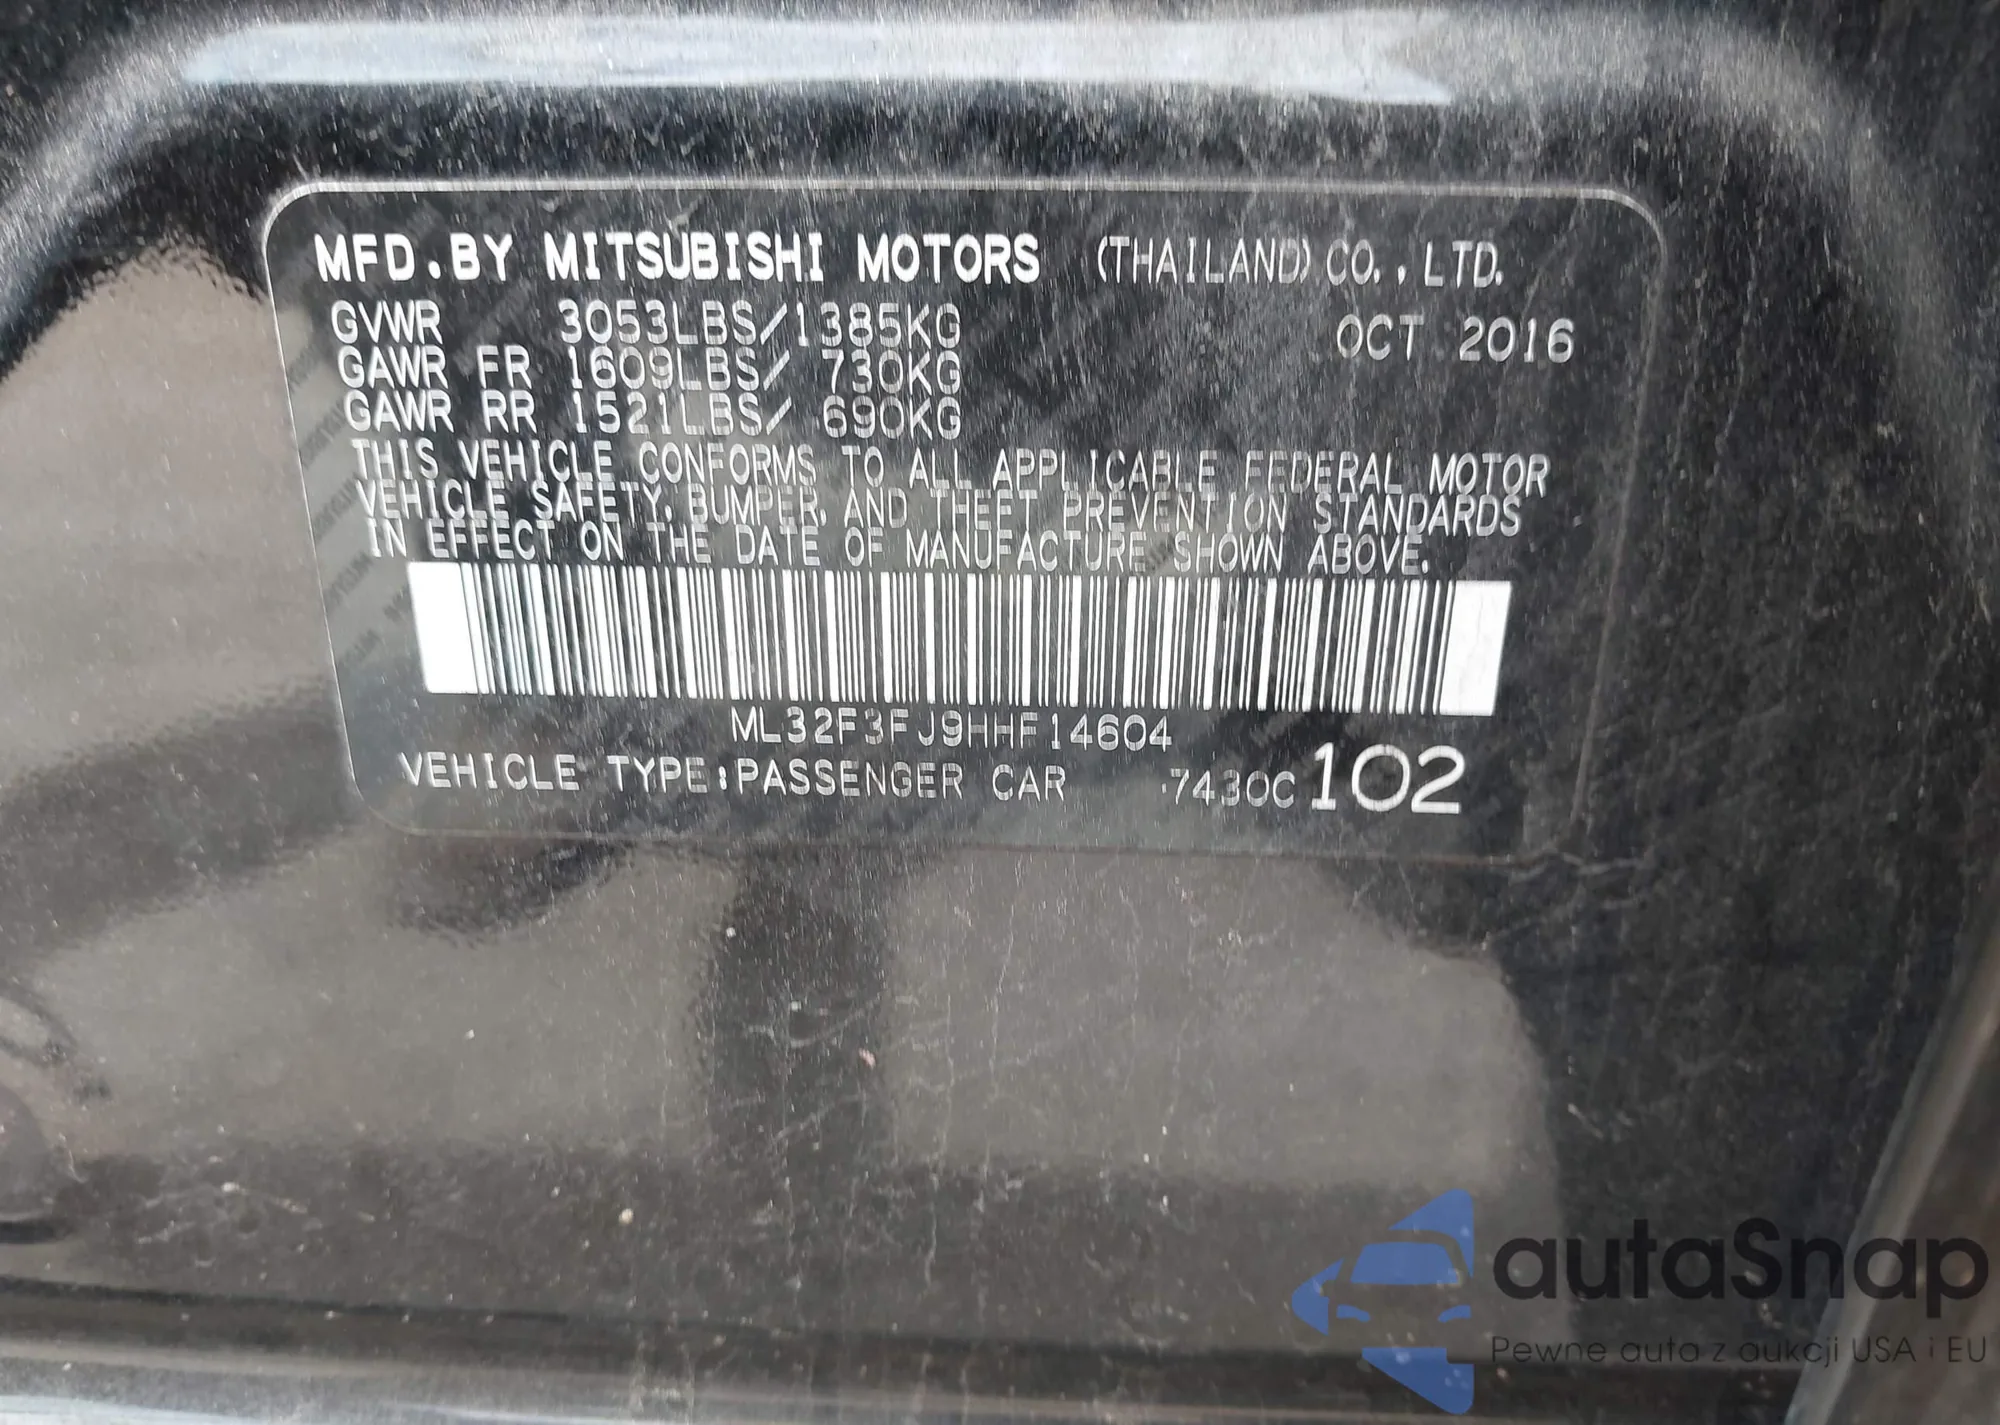 MFD.BY MITSUBISHI MOTORS (THAILAND) CO.,LTD.
GVWR 3053LBS/1385KG OCT 2016
GAWR FR 1609LBS/ 730KG
GAWR RR 1521LBS/ 690KG
THIS VEHICLE CONFORMS TO ALL APPLICABLE FEDERAL MOTOR
VEHICLE SAFETY, BUMPER, AND THEFT PREVENTION STANDARDS
IN EFFECT ON THE DATE OF MANUFACTURE SHOWN ABOVE.
ML32F3FJ9HHF14604
VEHICLE TYPE:PASSENGER CAR 7430C 102
autaSnap
Pewne auta z aukcji USA i EU